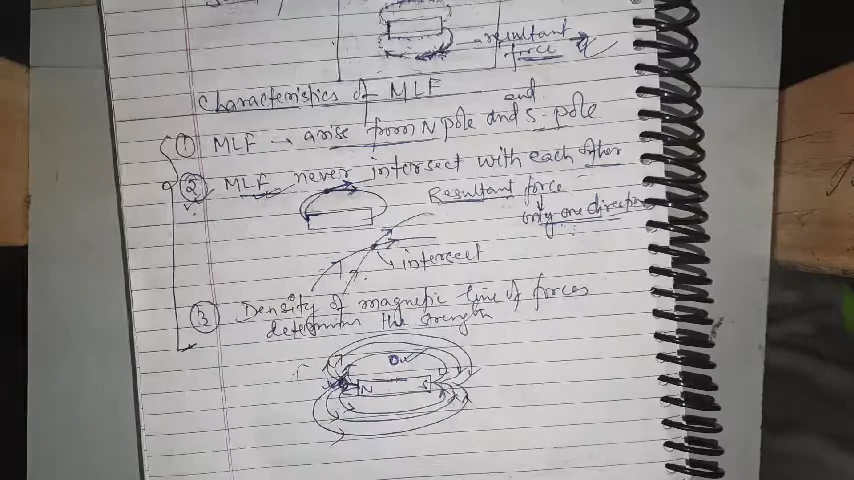 resultant
force
Characteristics of MLF
and
① MLF → arise from N pole and S-pole
② MLF never intersect with each other
Resultant force
only one direction
intersect
③ Density of magnetic line of forces
determines the strength
N S